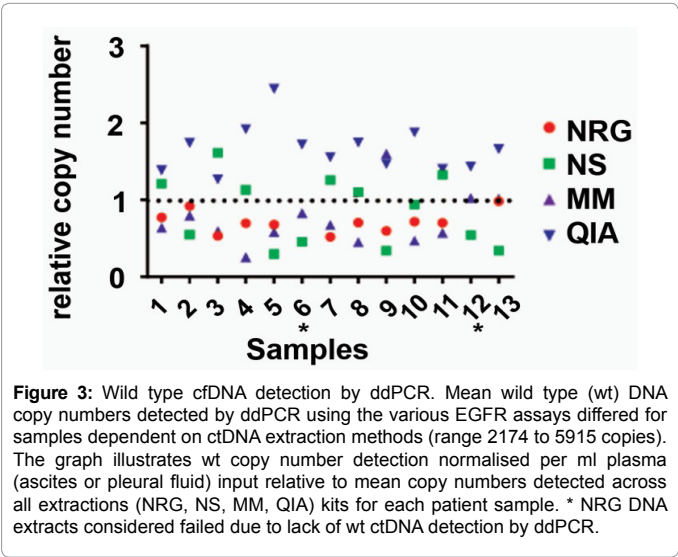 relative copy number
3
2
1
0
1 2 3 4 5 6 7 8 9 10 11 12 13
* *
Samples
NRG
NS
MM
QIA
Figure 3: Wild type cfDNA detection by ddPCR. Mean wild type (wt) DNA
copy numbers detected by ddPCR using the various EGFR assays differed for
samples dependent on ctDNA extraction methods (range 2174 to 5915 copies).
The graph illustrates wt copy number detection normalised per ml plasma
(ascites or pleural fluid) input relative to mean copy numbers detected across
all extractions (NRG, NS, MM, QIA) kits for each patient sample. * NRG DNA
extracts considered failed due to lack of wt ctDNA detection by ddPCR.